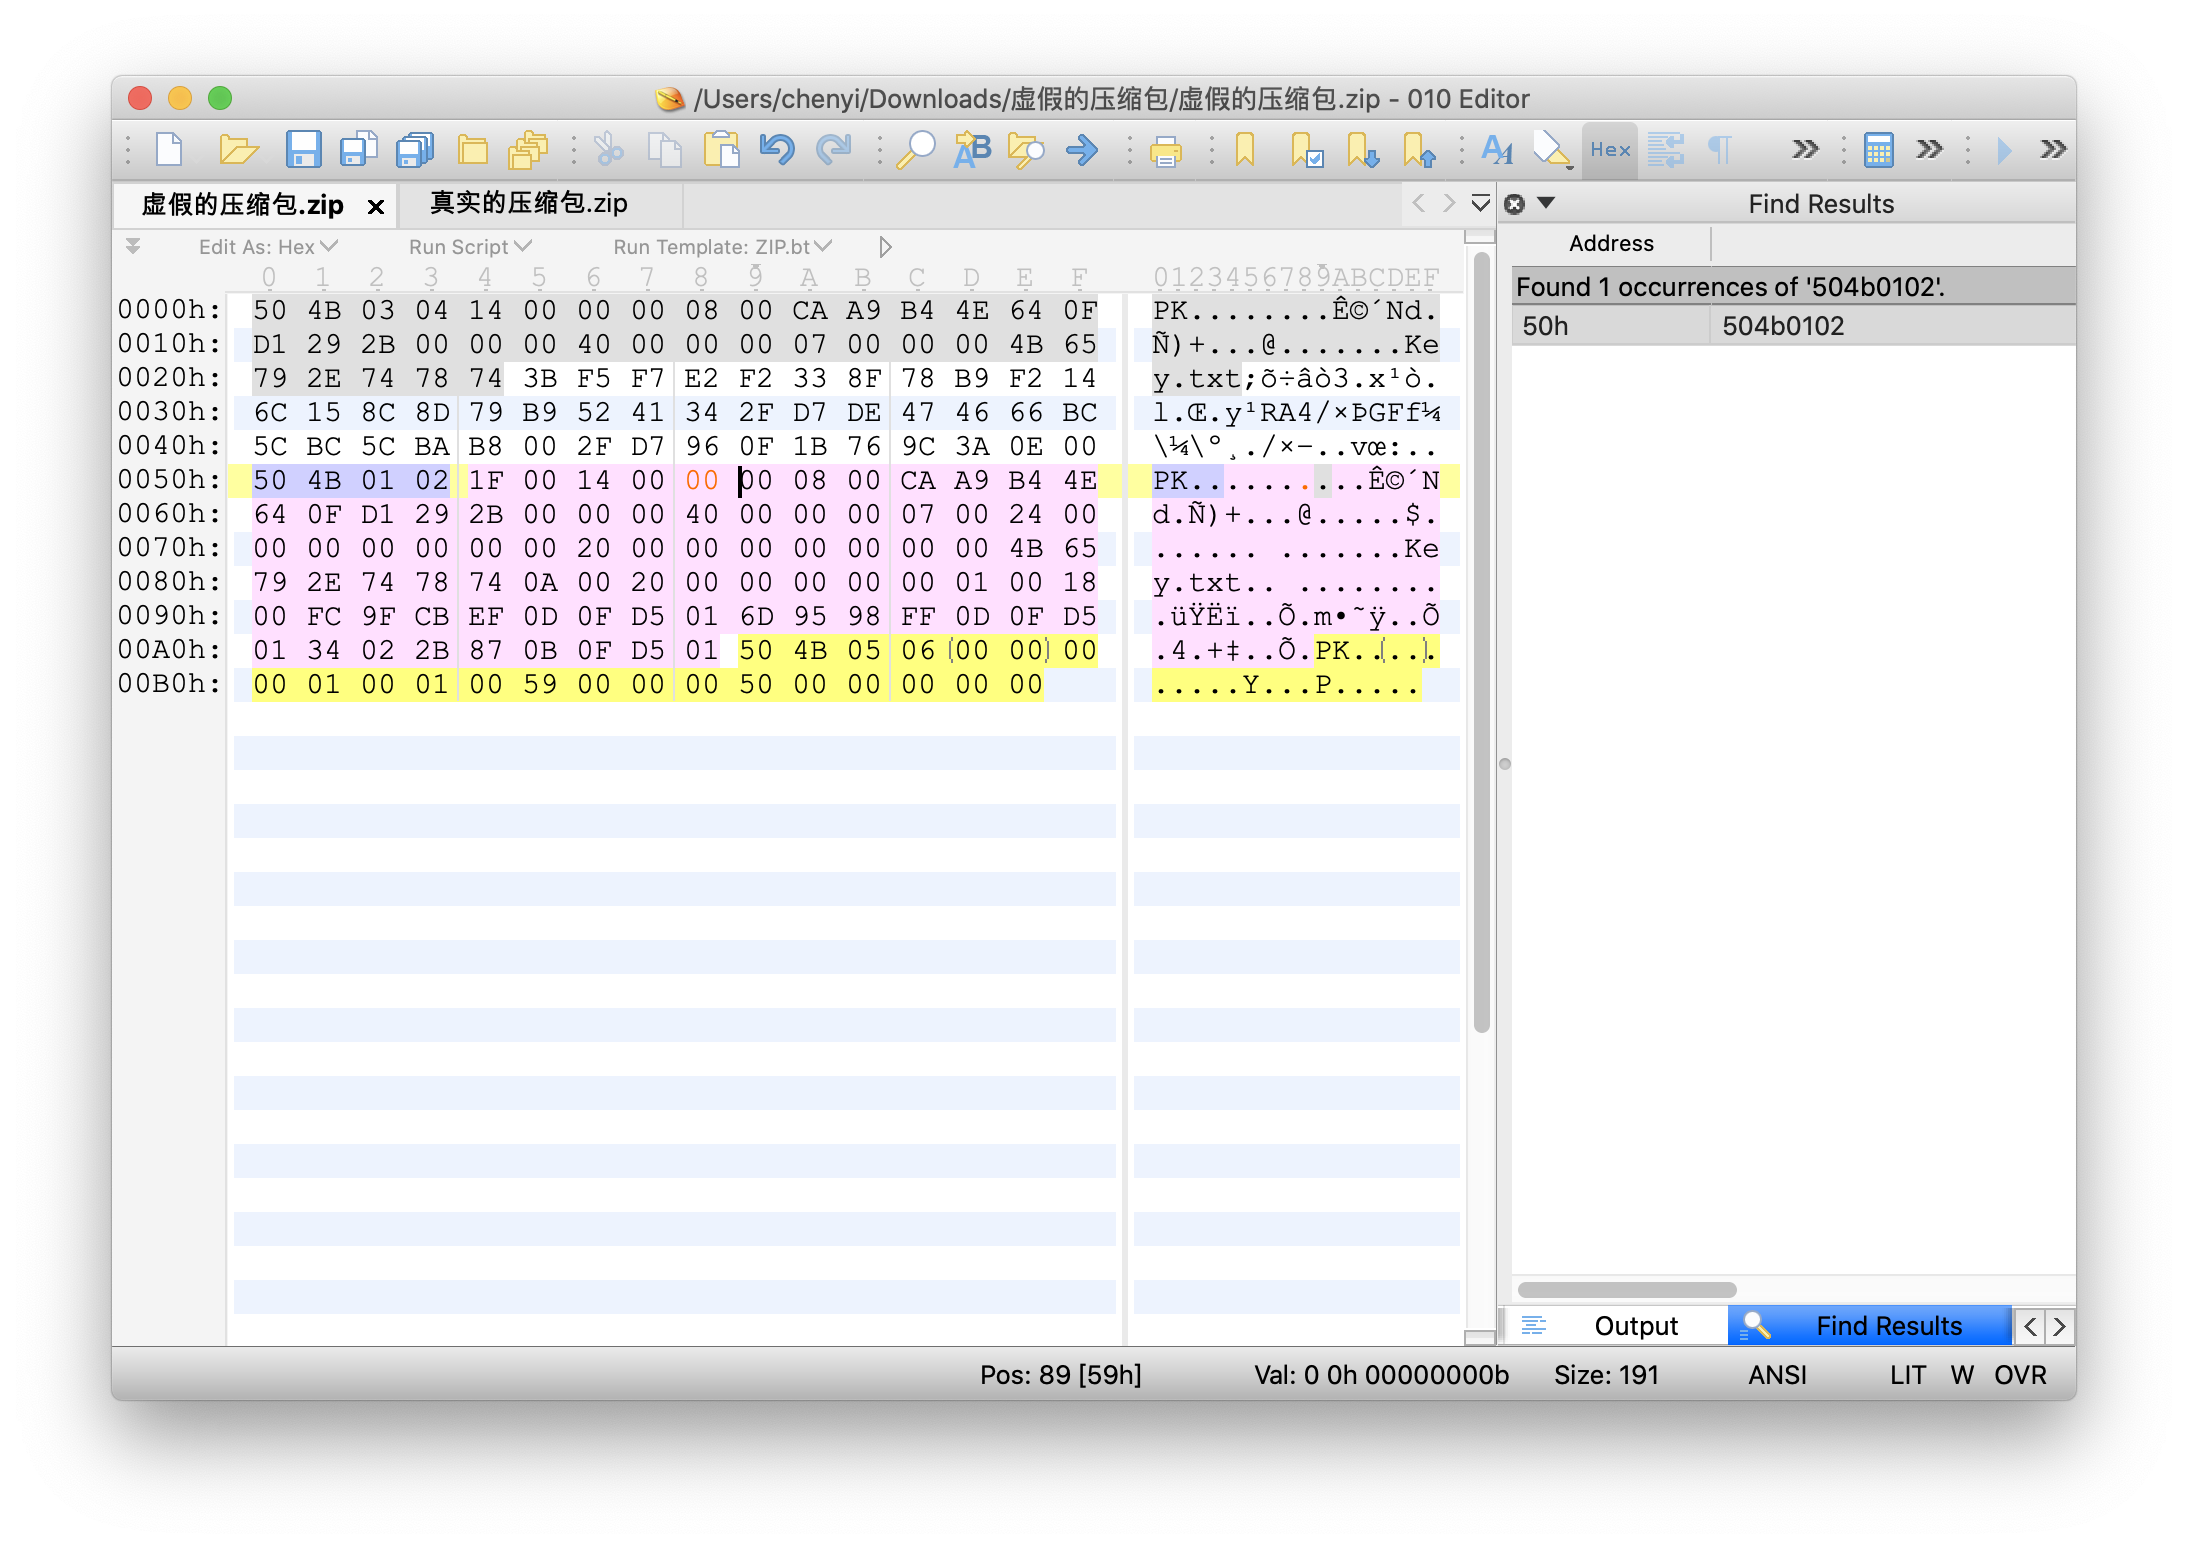 /Users/chenyi/Downloads/虚假的压缩包/虚假的压缩包.zip - 010 Editor
Hex
虚假的压缩包.zip
真实的压缩包.zip
Find Results
Edit As: Hex
Run Script
Run Template: ZIP.bt
Address
0 1 2 3 4 5 6 7 8 9 A B C D E F 0123456789ABCDEF
Found 1 occurrences of '504b0102'.
50h 504b0102
0000h: 50 4B 03 04 14 00 00 00 08 00 CA A9 B4 4E 64 0F PK........Ê©´Nd.
0010h: D1 29 2B 00 00 00 40 00 00 00 07 00 00 00 4B 65 Ñ)+...@.......Ke
0020h: 79 2E 74 78 74 3B F5 F7 E2 F2 33 8F 78 B9 F2 14 y.txt;õ÷âò3.x¹ò.
0030h: 6C 15 8C 8D 79 B9 52 41 34 2F D7 DE 47 46 66 BC l.Œ.y¹RA4/×ÞGFf¼
0040h: 5C BC 5C BA B8 00 2F D7 96 0F 1B 76 9C 3A 0E 00 \¼\º¸./×–..vœ:..
0050h: 50 4B 01 02 1F 00 14 00 00 00 08 00 CA A9 B4 4E PK..........Ê©´N
0060h: 64 0F D1 29 2B 00 00 00 40 00 00 00 07 00 24 00 d.Ñ)+...@.....$.
0070h: 00 00 00 00 00 00 20 00 00 00 00 00 00 00 4B 65 ...... .......Ke
0080h: 79 2E 74 78 74 0A 00 20 00 00 00 00 00 01 00 18 y.txt.. ........
0090h: 00 FC 9F CB EF 0D 0F D5 01 6D 95 98 FF 0D 0F D5 .üŸËï..Õ.m•˜ÿ..Õ
00A0h: 01 34 02 2B 87 0B 0F D5 01 50 4B 05 06 00 00 00 .4.+‡..Õ.PK.....
00B0h: 00 01 00 01 00 59 00 00 00 50 00 00 00 00 00 .....Y...P.....
Output
Find Results
Pos: 89 [59h]
Val: 0 0h 00000000b
Size: 191
ANSI
LIT
W
OVR